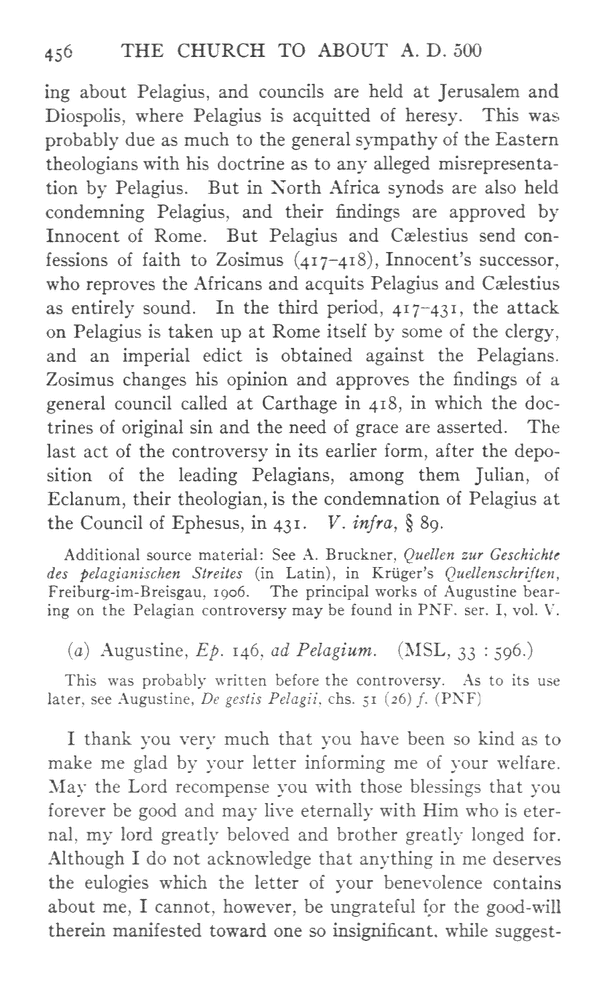 456 THE CHURCH TO ABOUT A. D. 500
ing about Pelagius, and councils are held at Jerusalem and
Diospolis, where Pelagius is acquitted of heresy. This was
probably due as much to the general sympathy of the Eastern
theologians with his doctrine as to any alleged misrepresenta-
tion by Pelagius. But in North Africa synods are also held
condemning Pelagius, and their findings are approved by
Innocent of Rome. But Pelagius and Cælestius send con-
fessions of faith to Zosimus (417–418), Innocent's successor,
who reproves the Africans and acquits Pelagius and Cælestius
as entirely sound. In the third period, 417–431, the attack
on Pelagius is taken up at Rome itself by some of the clergy,
and an imperial edict is obtained against the Pelagians.
Zosimus changes his opinion and approves the findings of a
general council called at Carthage in 418, in which the doc-
trines of original sin and the need of grace are asserted. The
last act of the controversy in its earlier form, after the depo-
sition of the leading Pelagians, among them Julian, of
Eclanum, their theologian, is the condemnation of Pelagius at
the Council of Ephesus, in 431. V. infra, § 89.
Additional source material: See A. Bruckner, Quellen zur Geschichte
des pelagianischen Streites (in Latin), in Krüger's Quellenschriften,
Freiburg-im-Breisgau, 1906. The principal works of Augustine bear-
ing on the Pelagian controversy may be found in PNF. ser. I, vol. V.
(a) Augustine, Ep. 146, ad Pelagium. (MSL, 33 : 596.)
This was probably written before the controversy. As to its use
later, see Augustine, De gestis Pelagii, chs. 51 (26) f. (PNF)
I thank you very much that you have been so kind as to
make me glad by your letter informing me of your welfare.
May the Lord recompense you with those blessings that you
forever be good and may live eternally with Him who is eter-
nal, my lord greatly beloved and brother greatly longed for.
Although I do not acknowledge that anything in me deserves
the eulogies which the letter of your benevolence contains
about me, I cannot, however, be ungrateful for the good-will
therein manifested toward one so insignificant, while suggest-